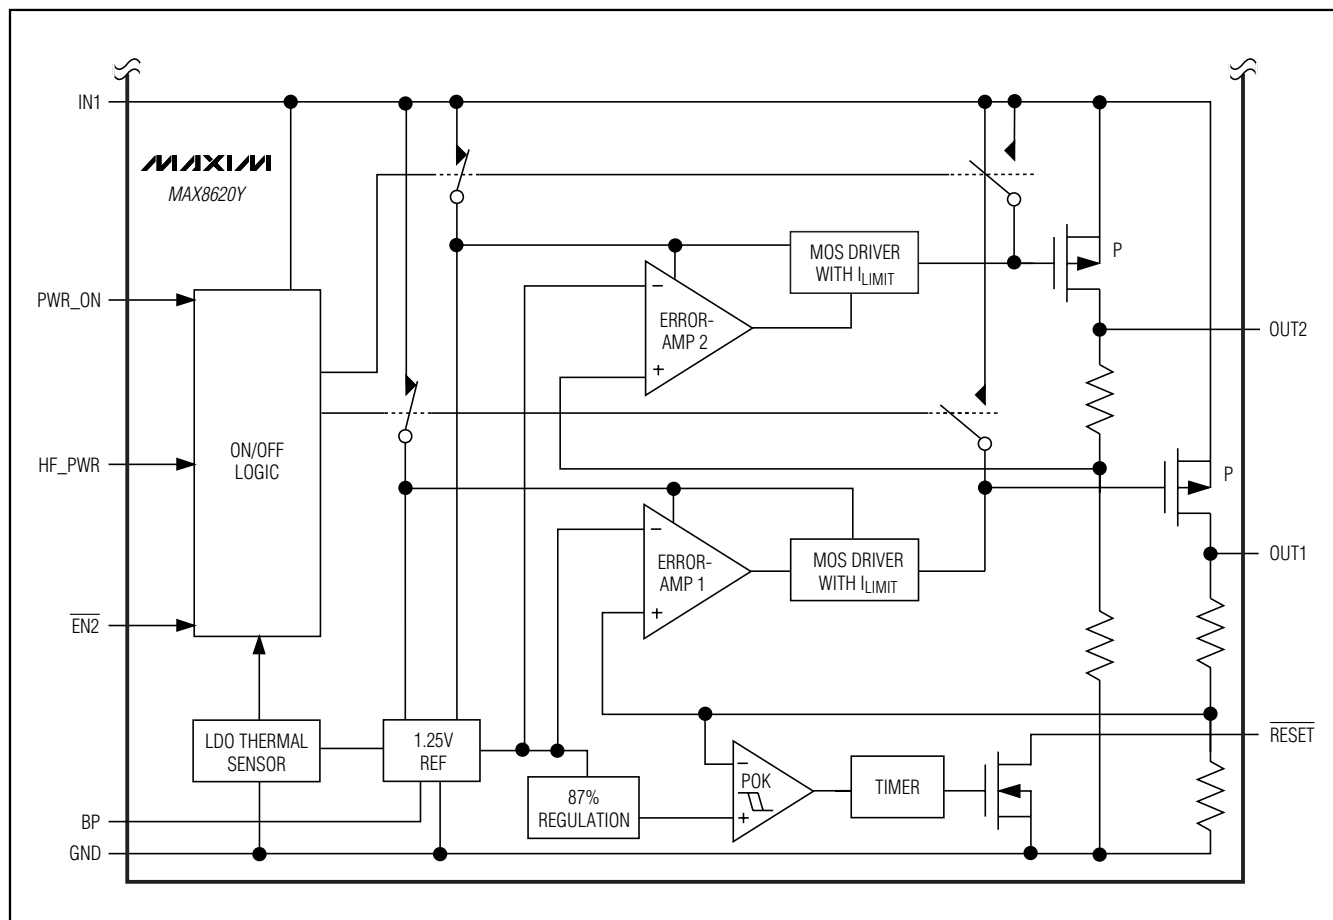 IN1
MAXIM
MAX8620Y
MOS DRIVER
WITH ILIMIT
P
PWR_ON
−
ERROR-
AMP 2
+
OUT2
ON/OFF
LOGIC
HF_PWR
P
−
ERROR-
AMP 1
+
MOS DRIVER
WITH ILIMIT
OUT1
EN2
LDO THERMAL
SENSOR
1.25V
REF
RESET
−
POK
+
TIMER
87%
REGULATION
BP
GND